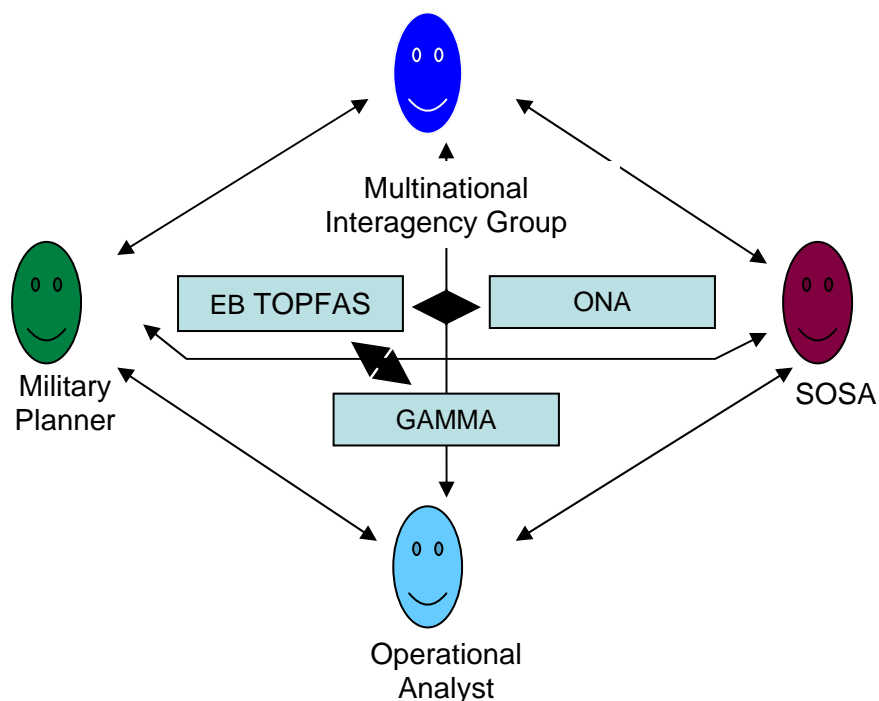 Multinational
Interagency Group
EB TOPFAS
ONA
Military
Planner
SOSA
GAMMA
Operational
Analyst